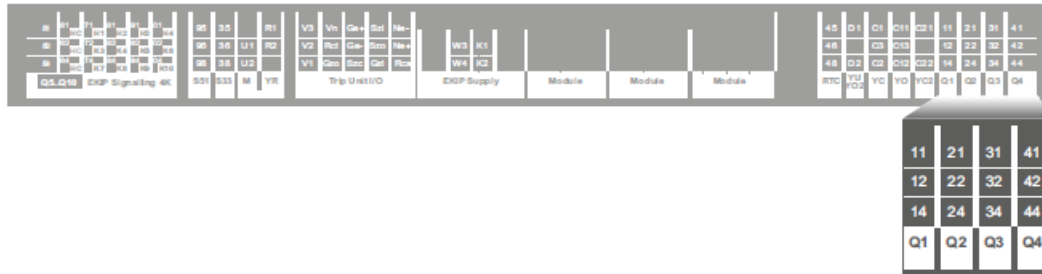 95 35 R1 V3 Vn Ge+ Szl Ne- 45 D1 C1 C11 C21 11 21 31 41
96 36 U1 R2 V2 Rcl Ge- Szo Ne+ W3 K1 46 C3 C13 12 22 32 42
98 38 U2 V1 Gzo Szc Gzl Rca W4 K2 48 D2 C2 C12 C22 14 24 34 44
Q5..Q10 EKIP Signalling 4K S51 S33 M YR Trip Unit I/O EKIP Supply Module Module Module RTC YU YO2 YC YO YC2 Q1 Q2 Q3 Q4
11 21 31 41
12 22 32 42
14 24 34 44
Q1 Q2 Q3 Q4